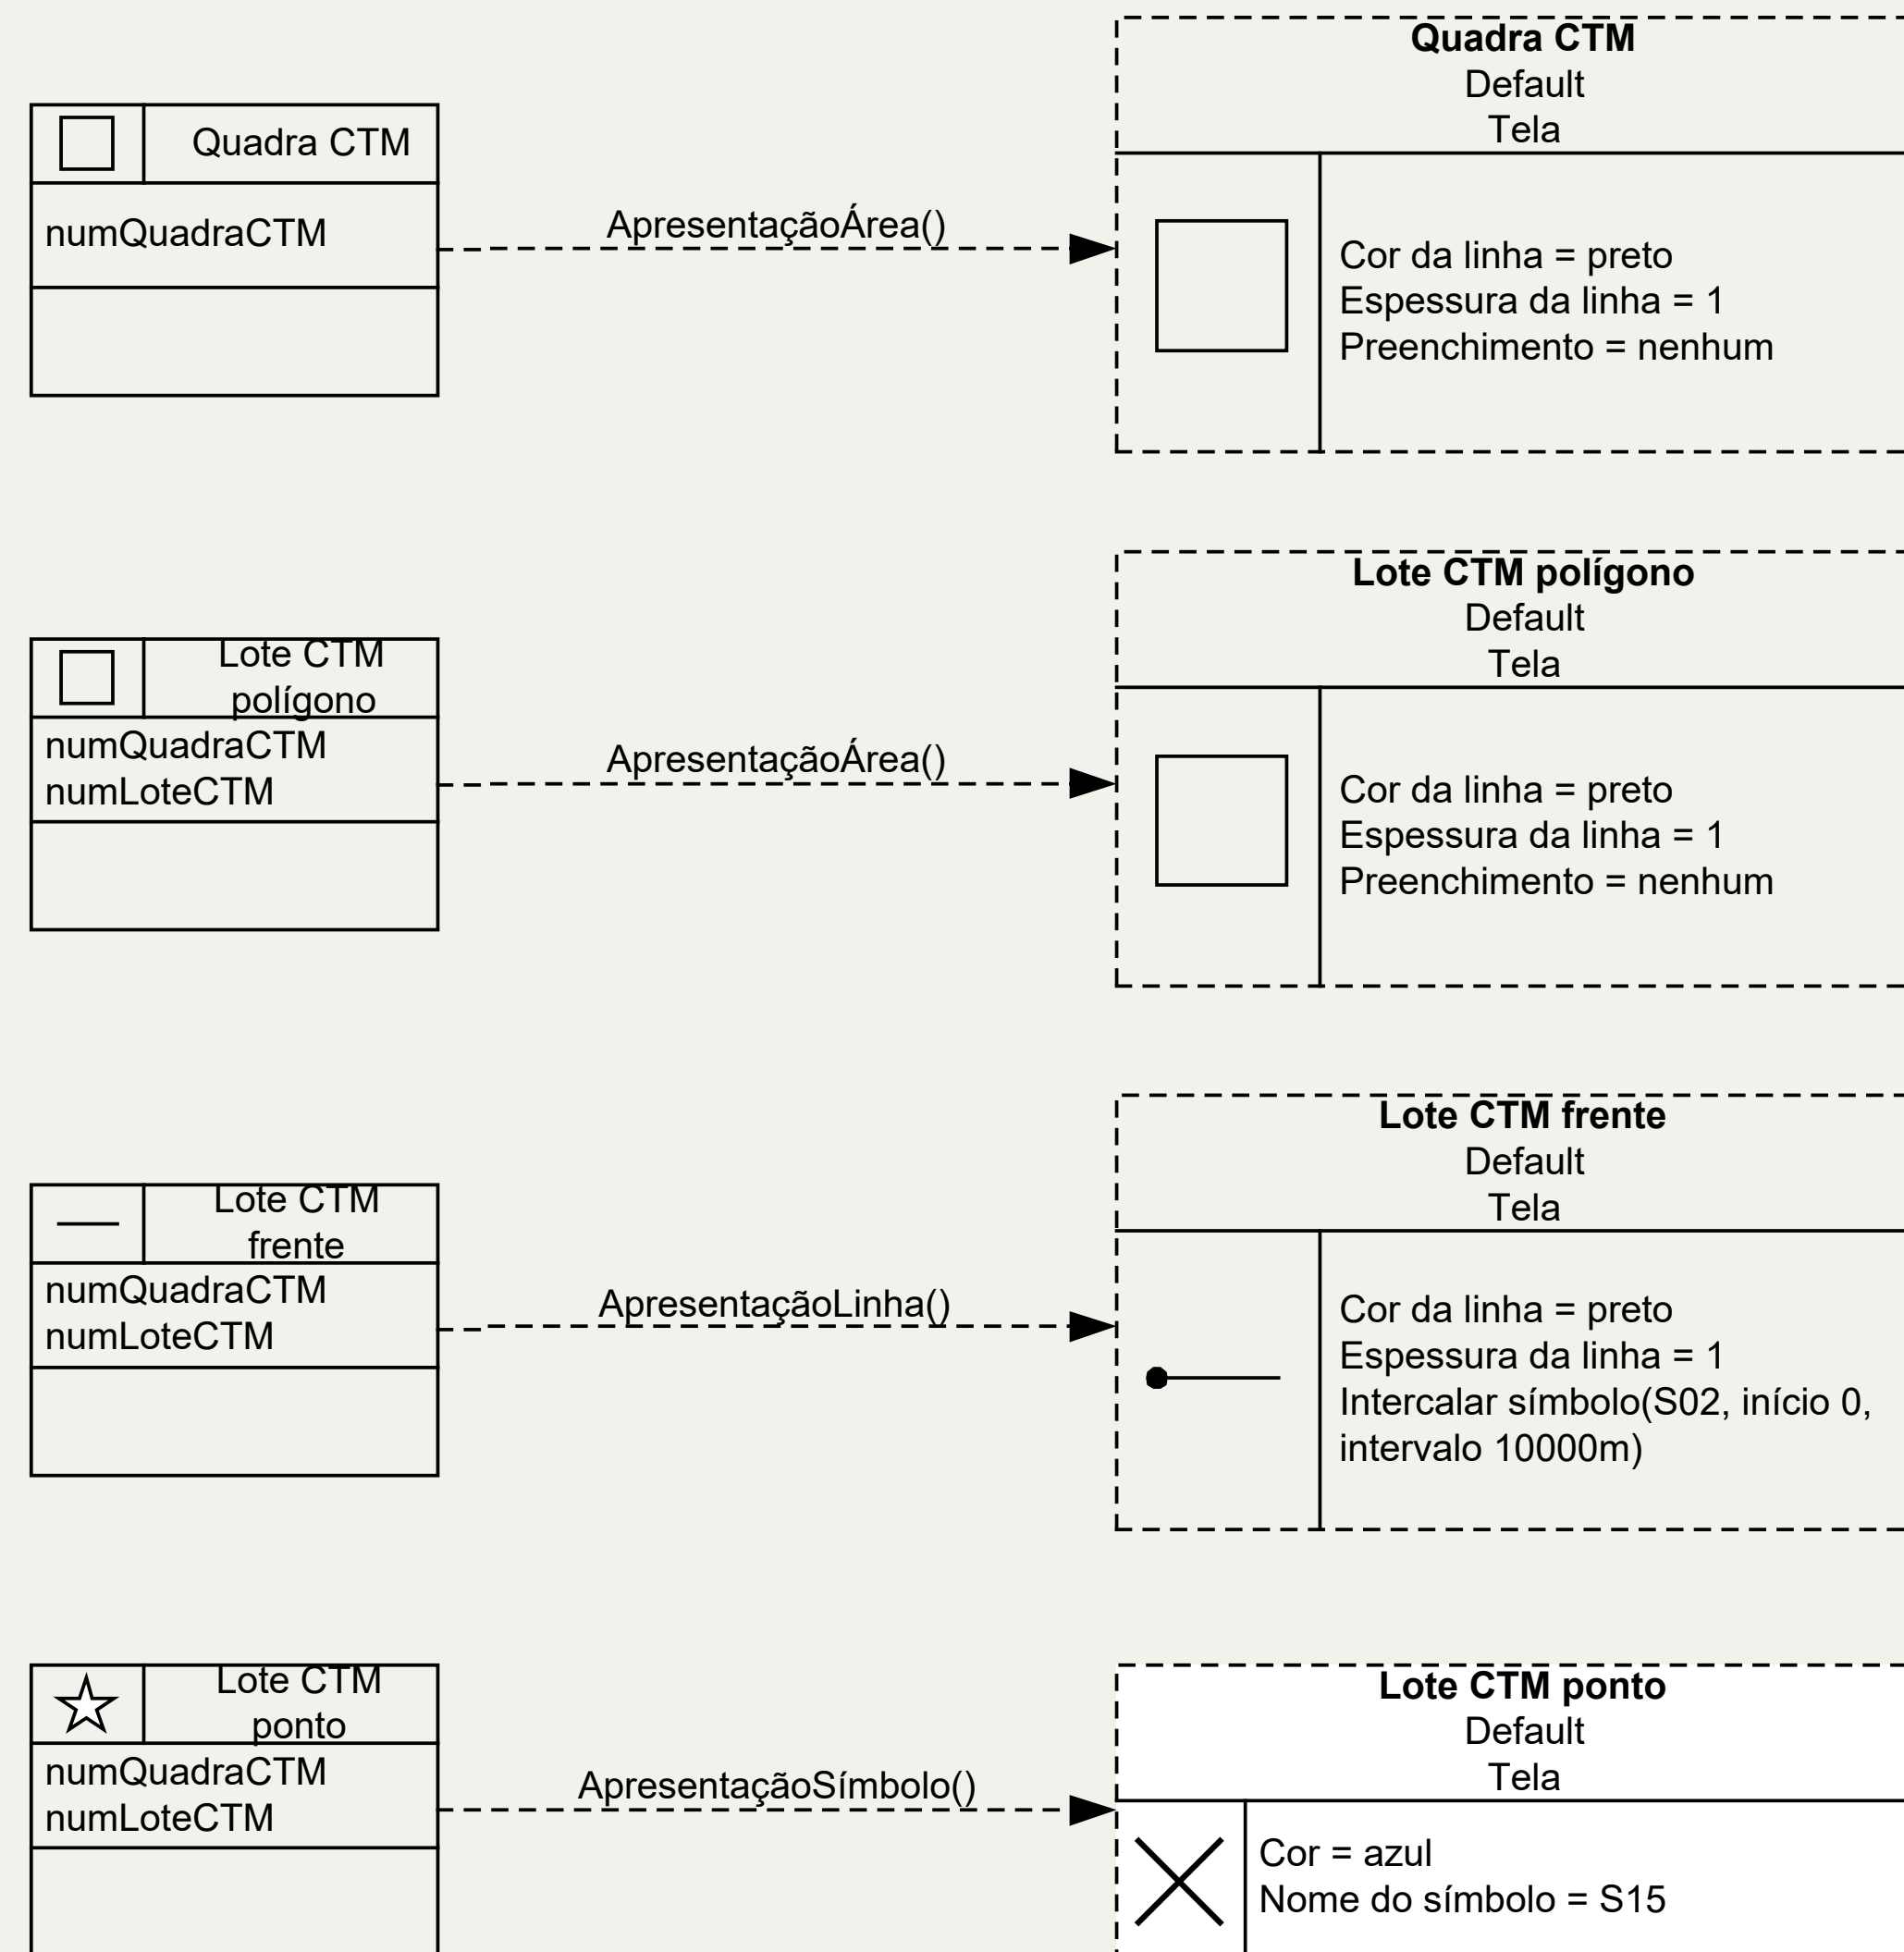 Quadra CTM
Default
Tela
Quadra CTM
numQuadraCTM
ApresentaçãoÁrea()
Cor da linha = preto
Espessura da linha = 1
Preenchimento = nenhum
Lote CTM polígono
Default
Tela
Lote CTM
polígono
numQuadraCTM
numLoteCTM
ApresentaçãoÁrea()
Cor da linha = preto
Espessura da linha = 1
Preenchimento = nenhum
Lote CTM frente
Default
Tela
Lote CTM
frente
numQuadraCTM
numLoteCTM
ApresentaçãoLinha()
Cor da linha = preto
Espessura da linha = 1
Intercalar símbolo(S02, início 0,
intervalo 10000m)
Lote CTM ponto
Default
Tela
Lote CTM
ponto
numQuadraCTM
numLoteCTM
ApresentaçãoSímbolo()
Cor = azul
Nome do símbolo = S15